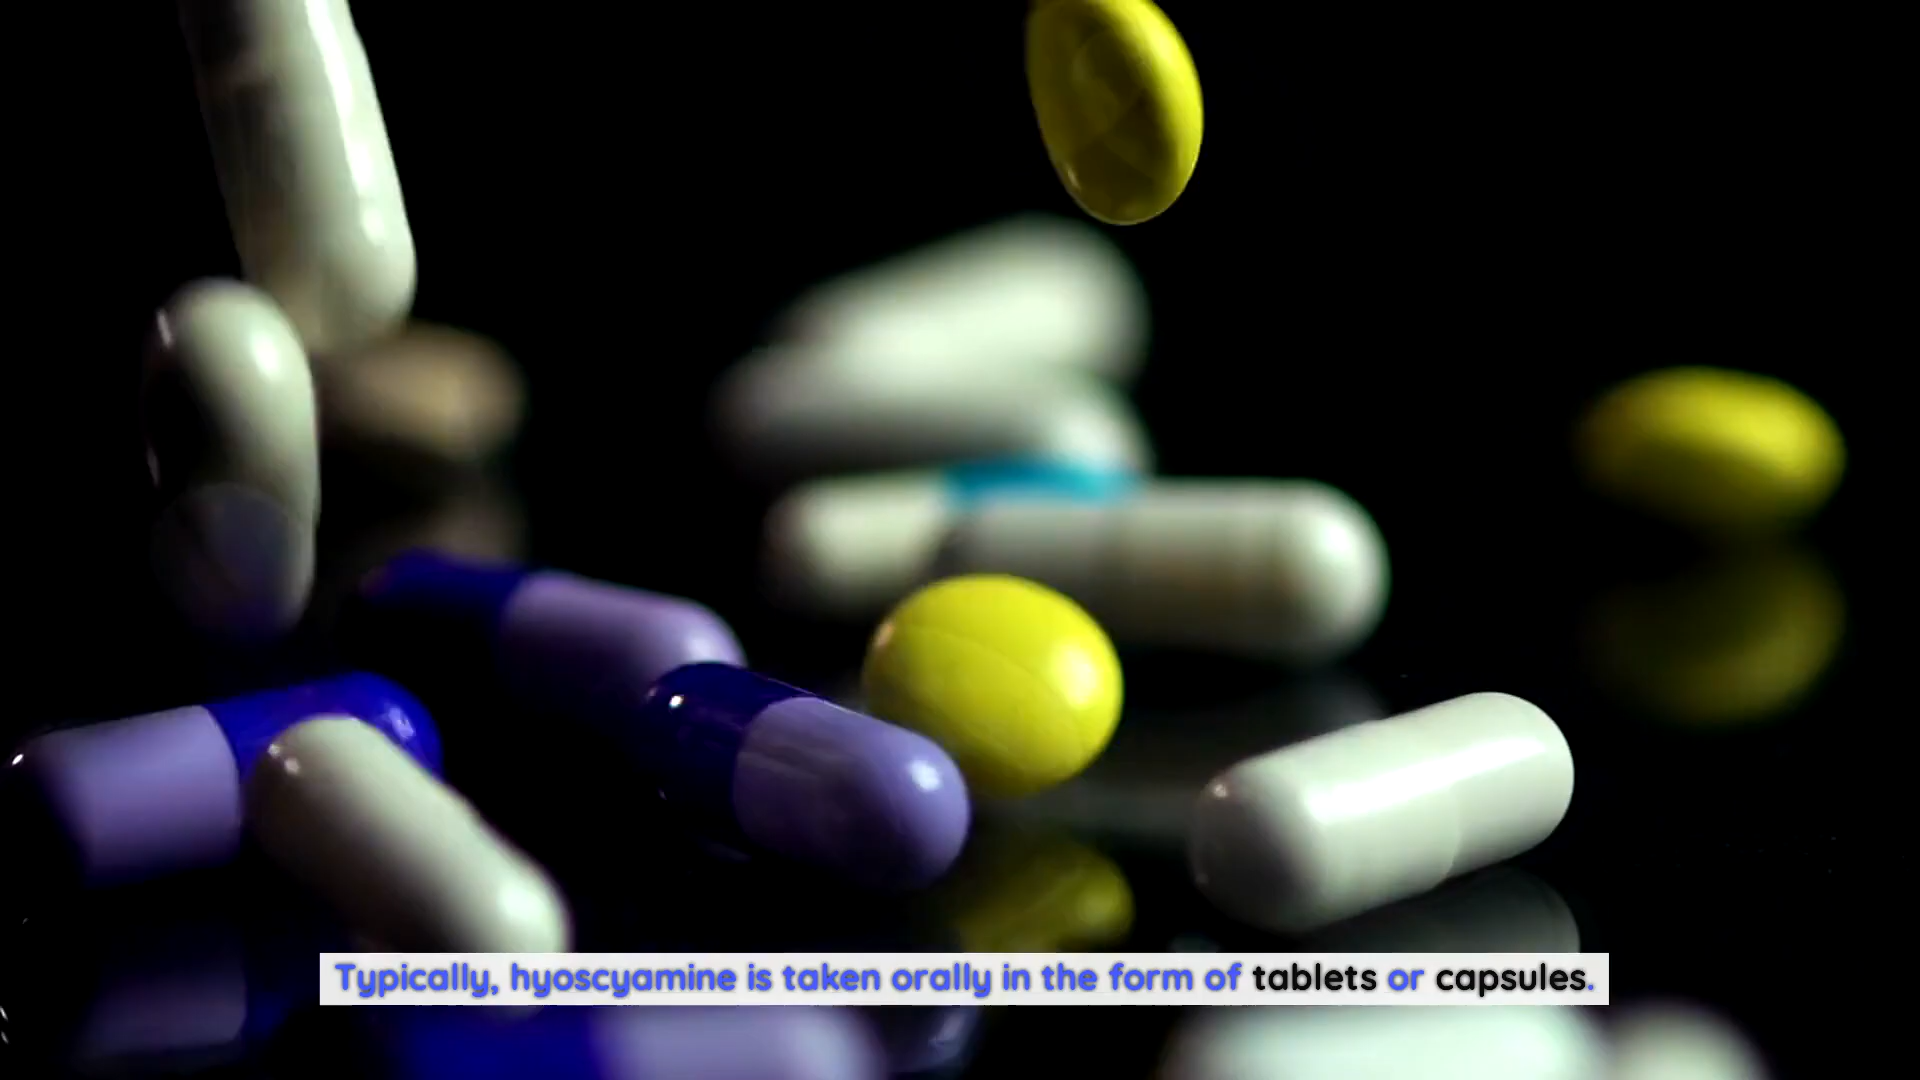 Typically, hyoscyamine is taken orally in the form of tablets or capsules.